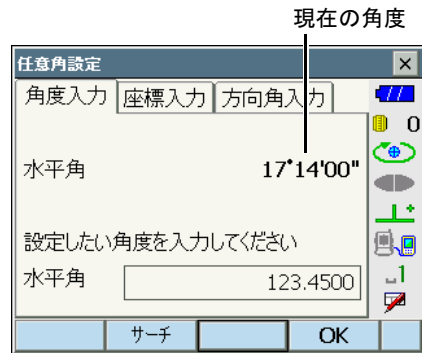 現在の角度
任意角設定
角度入力 座標入力 方向角入力
0
水平角 17°14'00"
設定したい角度を入力してください
水平角 123.4500
1
サーチ OK